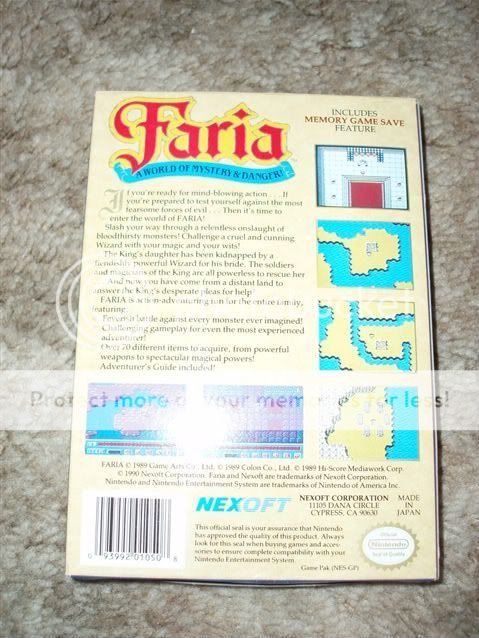 Faria
A WORLD OF MYSTERY & DANGER!
INCLUDES
MEMORY GAME SAVE
FEATURE
If you're ready for mind-blowing action . . . If
you're prepared to test yourself against the most
fearsome forces of evil . . . Then it's time to
enter the world of FARIA!
Slash your way through a relentless onslaught of
bloodthirsty monsters! Challenge a cruel and cunning
Wizard with your magic and your wits!
The King's daughter has been kidnapped by a
fiendishly powerful Wizard for his bride. The soldiers
and magicians of the King are all powerless to rescue her
. . . And now you have come from a distant land to
answer the King's desperate pleas for help!
FARIA is action-adventuring fun for the entire family,
featuring:
Feverish battle against every monster ever imagined!
Challenging gameplay for even the most experienced
adventurer!
Over 70 different items to acquire, from powerful
weapons to spectacular magical powers!
Adventurer's Guide included!
Protect more of your memories for less!
FARIA © 1989 Game Arts Co., Ltd. © 1989 Colon Co., Ltd. © 1989 Hi-Score Mediawork Corp.
© 1990 Nexoft Corporation. Faria and Nexoft are trademarks of Nexoft Corporation.
Nintendo and Nintendo Entertainment System are trademarks of Nintendo of America Inc.
NEXOFT
NEXOFT CORPORATION
11105 DANA CIRCLE
CYPRESS, CA 90630
MADE
IN
JAPAN
This official seal is your assurance that Nintendo
has approved the quality of this product. Always
look for this seal when buying games and acces-
sories to ensure complete compatibility with your
Nintendo Entertainment System.
Game Pak (NES-GP)
Official
Nintendo
Seal of Quality
0 93992 01050 8